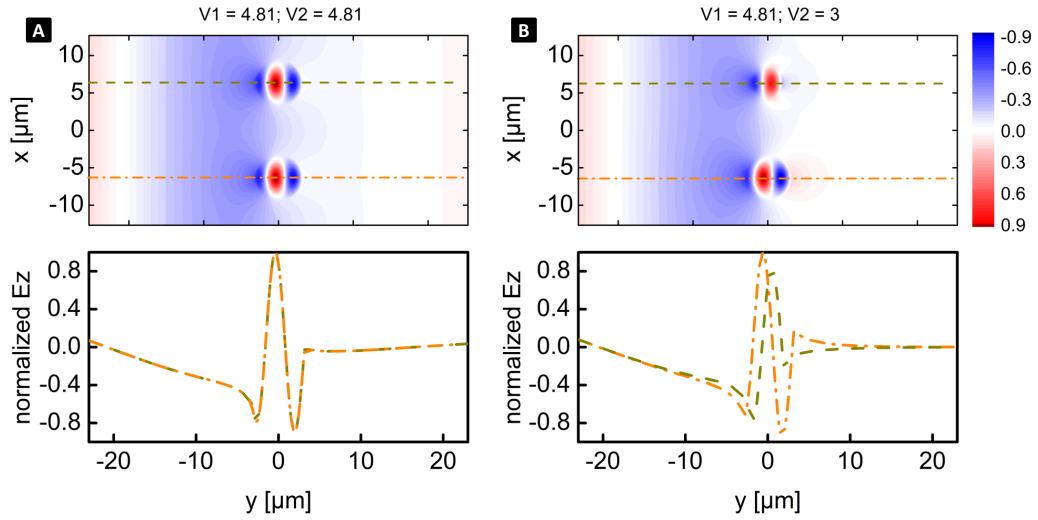 A
V1 = 4.81; V2 = 4.81
B
V1 = 4.81; V2 = 3
x [µm]
10
5
0
-5
-10
x [µm]
10
5
0
-5
-10
-0.9
-0.6
-0.3
0.0
0.3
0.6
0.9
normalized Ez
0.8
0.4
0.0
-0.4
-0.8
-20 -10 0 10 20
y [µm]
normalized Ez
0.8
0.4
0.0
-0.4
-0.8
-20 -10 0 10 20
y [µm]